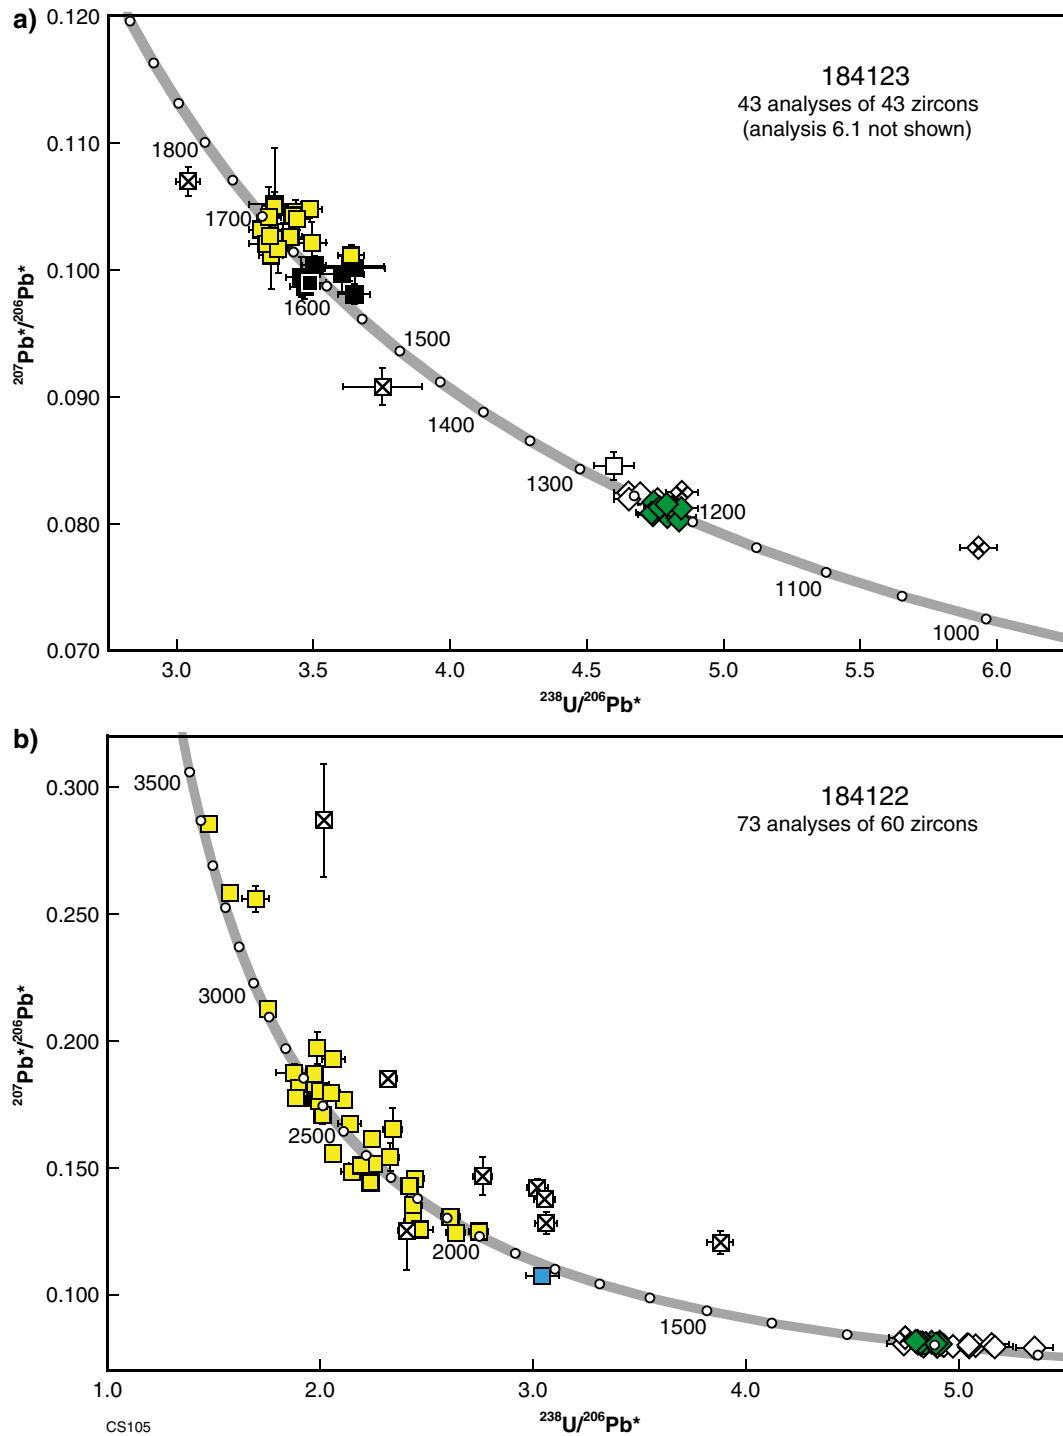 a)
0.120
184123
43 analyses of 43 zircons
(analysis 6.1 not shown)
0.110
1800
1700
0.100
1600
1500
207Pb*/206Pb*
0.090
1400
1300
0.080
1200
1100
1000
0.070
3.0 3.5 4.0 4.5 5.0 5.5 6.0
238U/206Pb*
b)
3500
0.300
184122
73 analyses of 60 zircons
0.250
3000
0.200
207Pb*/206Pb*
2500
0.150
2000
0.100
1500
1.0 2.0 3.0 4.0 5.0
238U/206Pb*
CS105